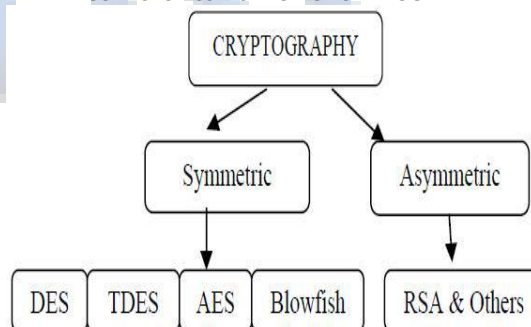 CRYPTOGRAPHY
Symmetric
Asymmetric
DES TDES AES Blowfish RSA & Others